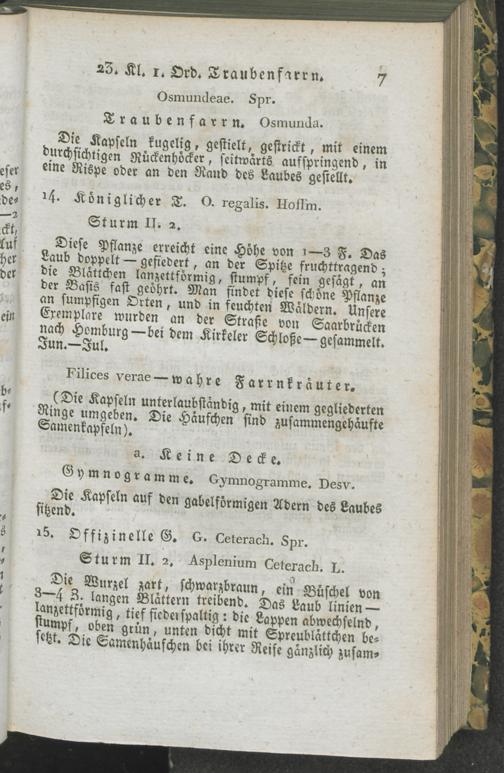 23. Kl. 1. Ord. Traubenfarrn. 7
Osmundeae. Spr.
Traubenfarrn. Osmunda.
Die Kapseln kugelig, gestielt, gestrickt, mit einem
durchsichtigen Rückenhöcker, seitwärts aufspringend, in
eine Rispe oder an den Rand des Laubes gestellt.
14. Königlicher T. O. regalis. Hoffm.
Sturm II. 2.
Diese Pflanze erreicht eine Höhe von 1—3 F. Das
Laub doppelt — gefiedert, an der Spitze fruchttragend;
die Blättchen lanzettförmig, stumpf, fein gesägt, an
der Basis fast geöhrt. Man findet diese schöne Pflanze
an sumpfigen Orten, und in feuchten Wäldern. Unsere
Exemplare wurden an der Straße von Saarbrücken
nach Homburg — bei dem Kirkeler Schloße — gesammelt.
Jun.—Jul.
Filices verae — wahre Farrnkräuter.
(Die Kapseln unterlaubständig, mit einem gegliederten
Ringe umgeben. Die Häufchen sind zusammengehäufte
Samenkapseln).
a. Keine Decke.
Gymnogramme. Gymnogramme. Desv.
Die Kapseln auf den gabelförmigen Adern des Laubes
sitzend.
15. Offizinelle G. G. Ceterach. Spr.
Sturm II. 2. Asplenium Ceterach. L.
Die Wurzel zart, schwarzbraun, ein Büschel von
3—4 Z. langen Blättern treibend. Das Laub linien —
lanzettförmig, tief fiederspaltig: die Lappen abwechselnd,
stumpf, oben grün, unten dicht mit Spreublättchen be-
setzt. Die Samenhäufchen bei ihrer Reife gänzlich zusam-